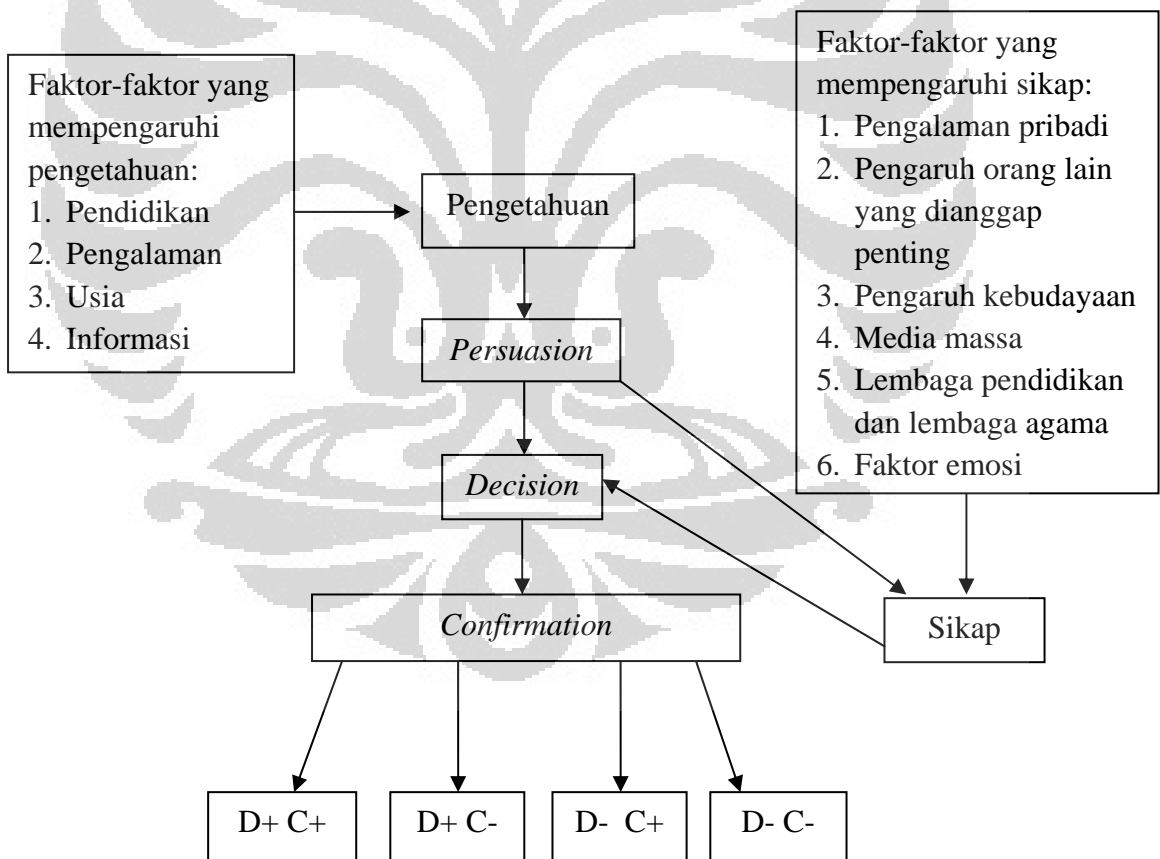 Faktor-faktor yang
mempengaruhi
pengetahuan:
1. Pendidikan
2. Pengalaman
3. Usia
4. Informasi
Pengetahuan
Persuasion
Decision
Confirmation
Faktor-faktor yang
mempengaruhi sikap:
1. Pengalaman pribadi
2. Pengaruh orang lain
yang dianggap
penting
3. Pengaruh kebudayaan
4. Media massa
5. Lembaga pendidikan
dan lembaga agama
6. Faktor emosi
Sikap
D+ C+
D+ C-
D- C+
D- C-